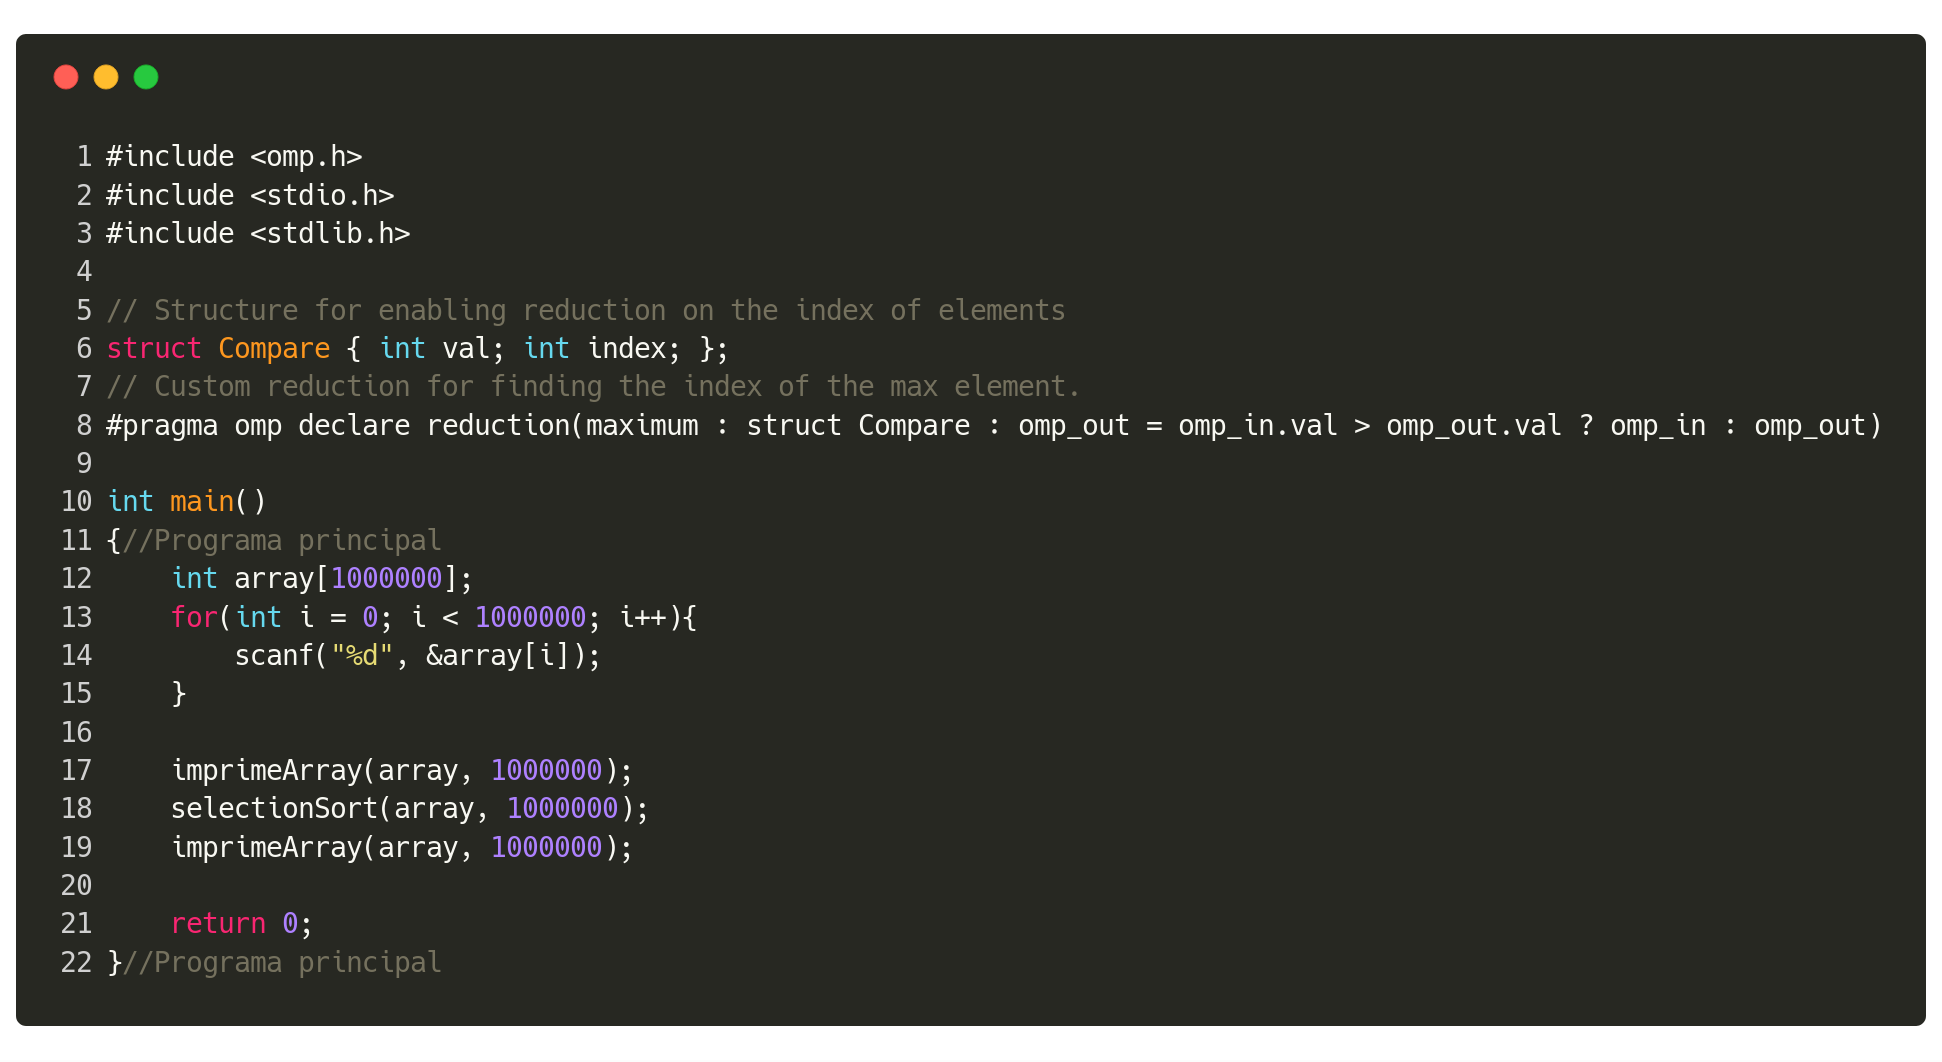 1 #include <omp.h>
2 #include <stdio.h>
3 #include <stdlib.h>
4
5 // Structure for enabling reduction on the index of elements
6 struct Compare { int val; int index; };
7 // Custom reduction for finding the index of the max element.
8 #pragma omp declare reduction(maximum : struct Compare : omp_out = omp_in.val > omp_out.val ? omp_in : omp_out)
9
10 int main()
11 {//Programa principal
12     int array[1000000];
13     for(int i = 0; i < 1000000; i++){
14         scanf("%d", &array[i]);
15     }
16
17     imprimeArray(array, 1000000);
18     selectionSort(array, 1000000);
19     imprimeArray(array, 1000000);
20
21     return 0;
22 }//Programa principal